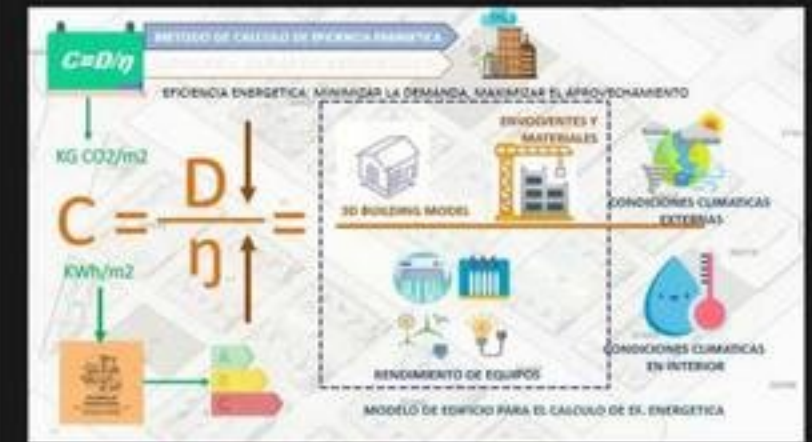 C=D/η
METODO DE CALCULO DE EFICIENCIA ENERGETICA
EFICIENCIA ENERGETICA: MINIMIZAR LA DEMANDA, MAXIMIZAR EL APROVECHAMIENTO
KG CO2/m2
C = D / η =
KWh/m2
ENVOLVENTES Y
MATERIALES
3D BUILDING MODEL
CONDICIONES CLIMATICAS
EXTERNAS
RENDIMIENTO DE EQUIPOS
CONDICIONES CLIMATICAS
EN INTERIOR
MODELO DE EDIFICIO PARA EL CALCULO DE EF. ENERGETICA
A
B
C